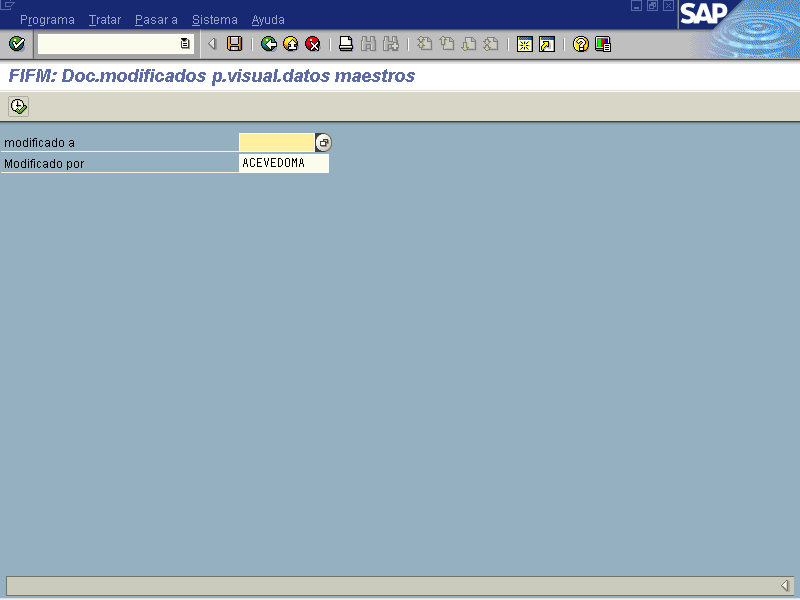 Programa Tratar Pasar a Sistema Ayuda
SAP
FIFM: Doc.modificados p.visual.datos maestros
modificado a
Modificado por ACEVEDOMA